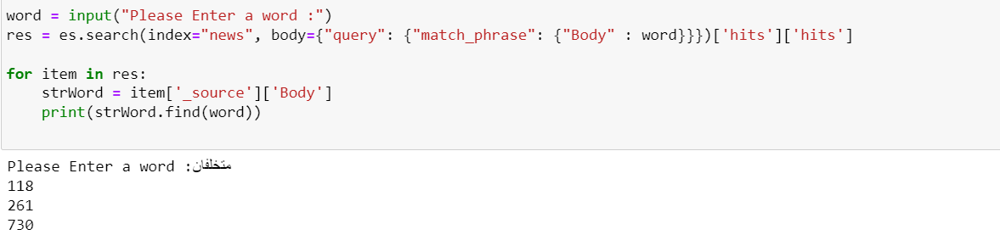 word = input("Please Enter a word :")
res = es.search(index="news", body={"query": {"match_phrase": {"Body" : word}}})['hits']['hits']
for item in res:
    strWord = item['_source']['Body']
    print(strWord.find(word))
Please Enter a word :متخلفان
118
261
730